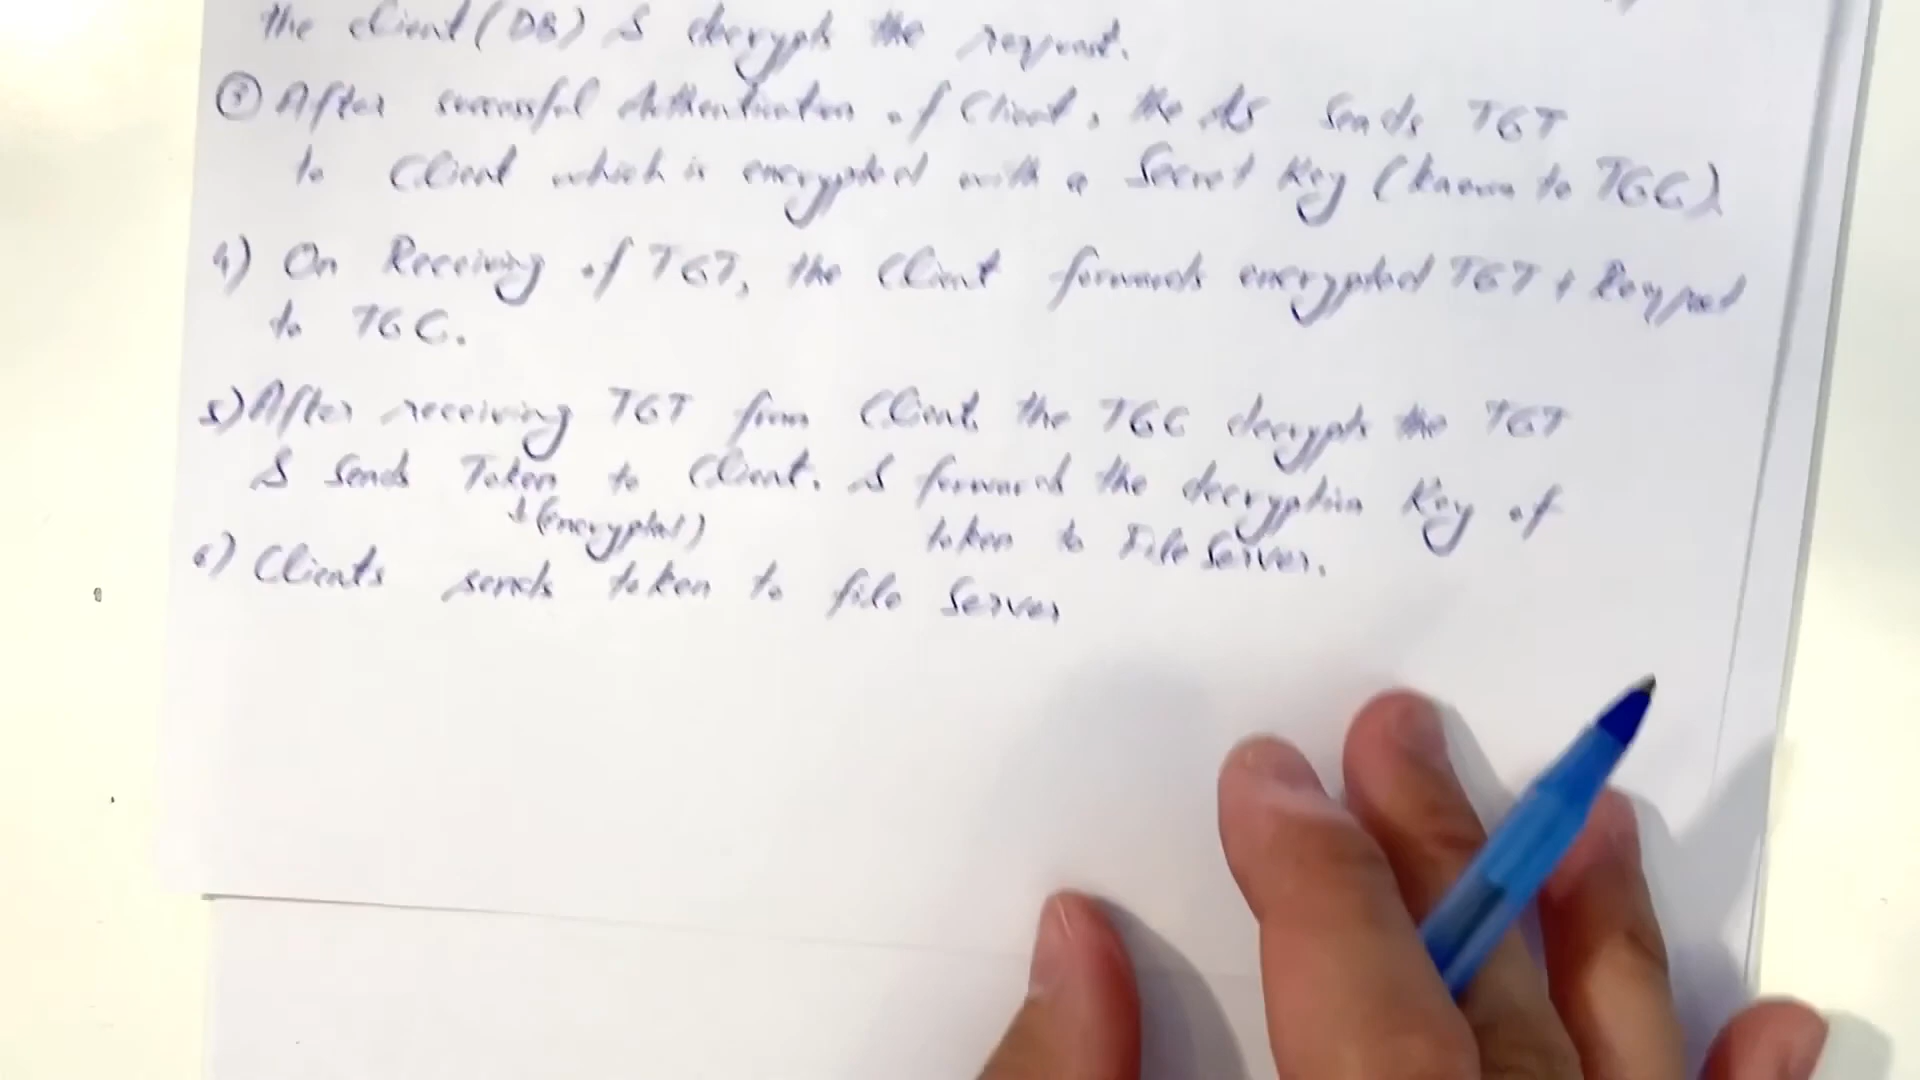 the client (DB) & decrypts the request.
③ After successful Authentication of Client, the AS sends TGT
to Client which is encrypted with a Secret Key (known to TGC)
4) On Receiving of TGT, the Client forwards encrypted TGT + Request
to TGC.
5) After receiving TGT from Client the TGC decrypts the TGT
& sends Token to Client. & forward the decryption Key of
↓ (encrypted) token to File Server.
6) Clients sends token to file Server